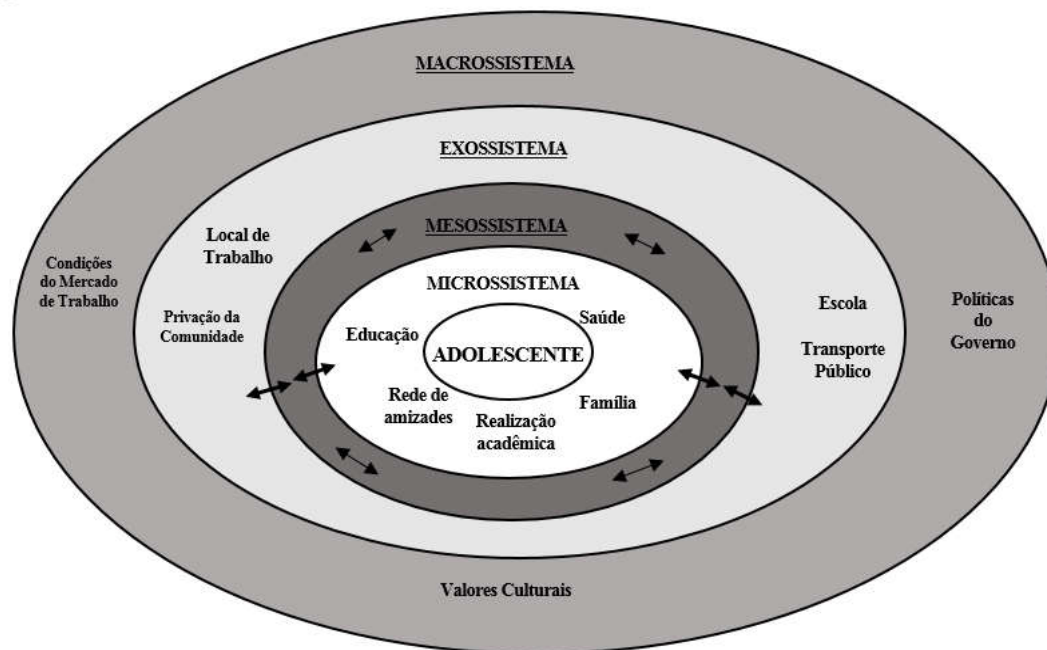 MACROSSISTEMA
EXOSSISTEMA
MESOSSISTEMA
MICROSSISTEMA
ADOLESCENTE
Educação
Saúde
Rede de
amizades
Realização
acadêmica
Família
Local de
Trabalho
Privação da
Comunidade
Escola
Transporte
Público
Condições
do Mercado
de Trabalho
Políticas
do
Governo
Valores Culturais